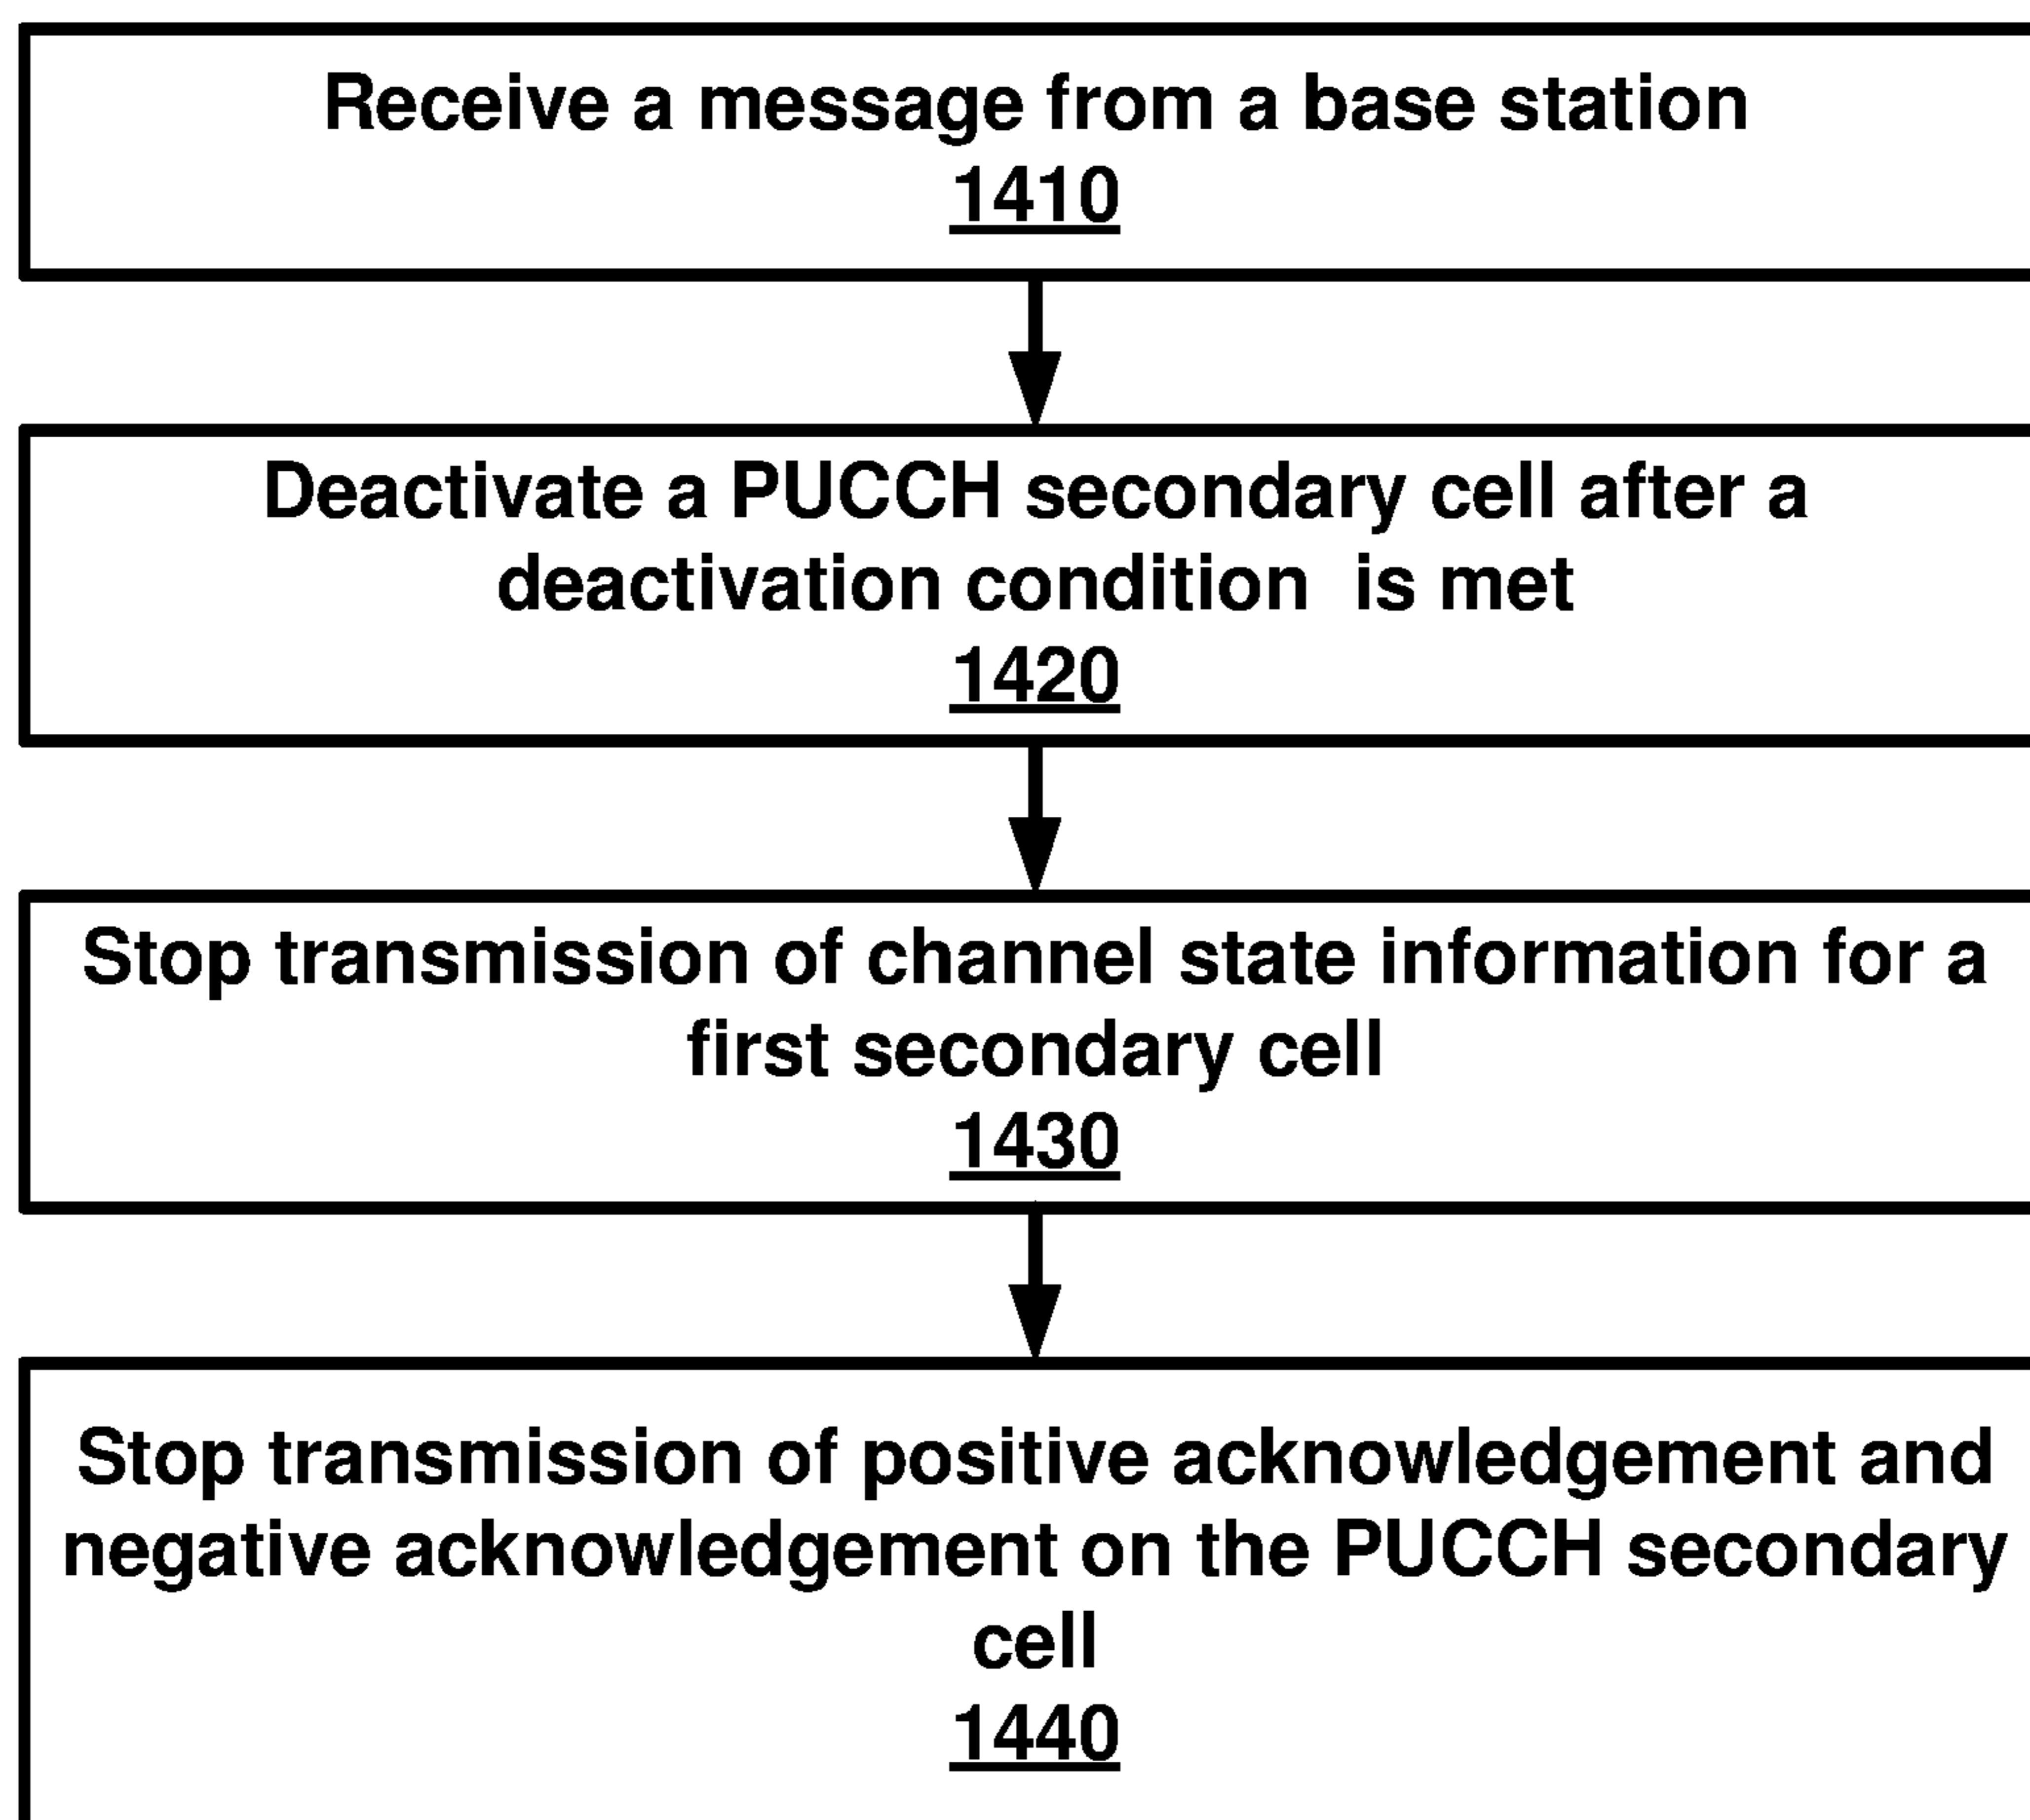 Receive a message from a base station
1410
Deactivate a PUCCH secondary cell after a
deactivation condition  is met
1420
Stop transmission of channel state information for a
first secondary cell
1430
Stop transmission of positive acknowledgement and
negative acknowledgement on the PUCCH secondary
cell
1440